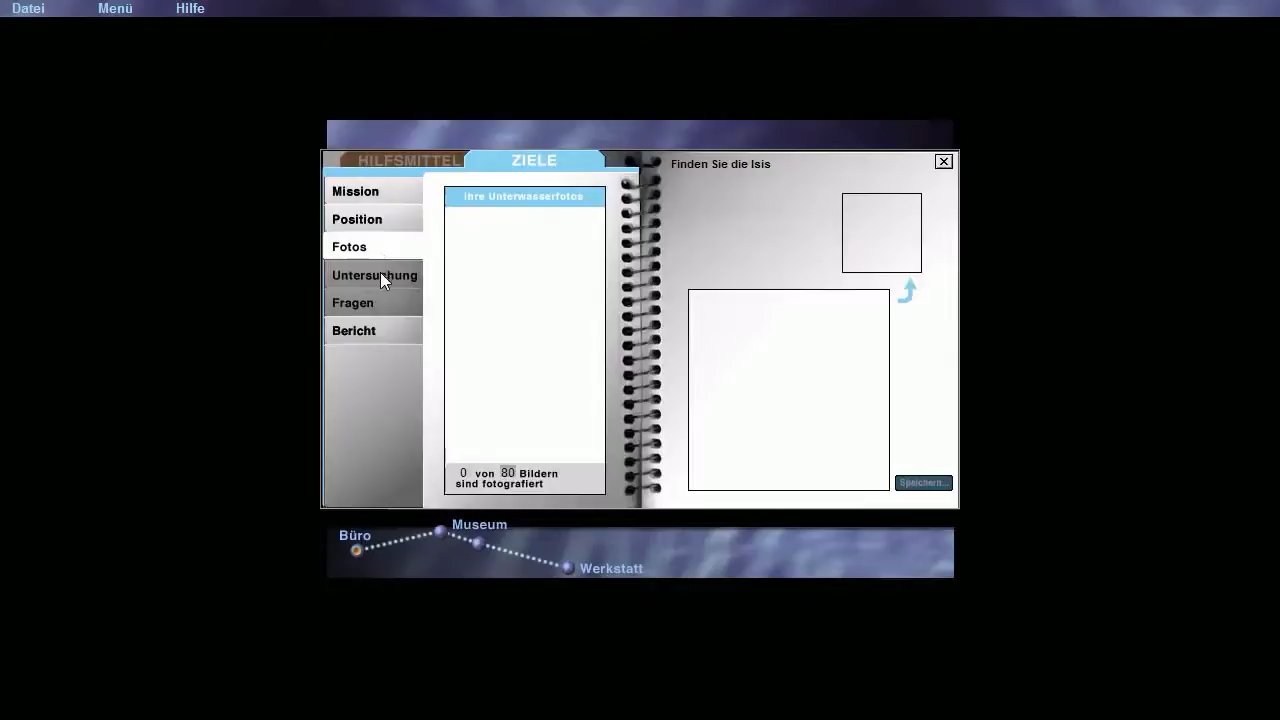 Datei Menü Hilfe
HILFSMITTEL ZIELE
Finden Sie die Isis
Mission
Position
Fotos
Untersuchung
Fragen
Bericht
Ihre Unterwasserfotos
0 von 80 Bildern
sind fotografiert
Speichern...
Büro
Museum
Werkstatt